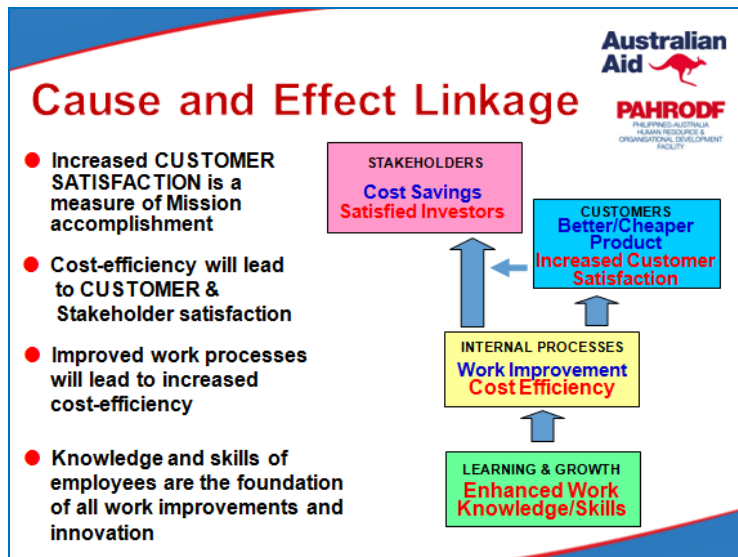 Australian
Aid
Cause and Effect Linkage
PAHRODF
PHILIPPINES-AUSTRALIA
HUMAN RESOURCE &
ORGANISATIONAL DEVELOPMENT
FACILITY
Increased CUSTOMER
SATISFACTION is a
measure of Mission
accomplishment
Cost-efficiency will lead
to CUSTOMER &
Stakeholder satisfaction
Improved work processes
will lead to increased
cost-efficiency
Knowledge and skills of
employees are the foundation
of all work improvements and
innovation
STAKEHOLDERS
Cost Savings
Satisfied Investors
CUSTOMERS
Better/Cheaper
Product
Increased Customer
Satisfaction
INTERNAL PROCESSES
Work Improvement
Cost Efficiency
LEARNING & GROWTH
Enhanced Work
Knowledge/Skills